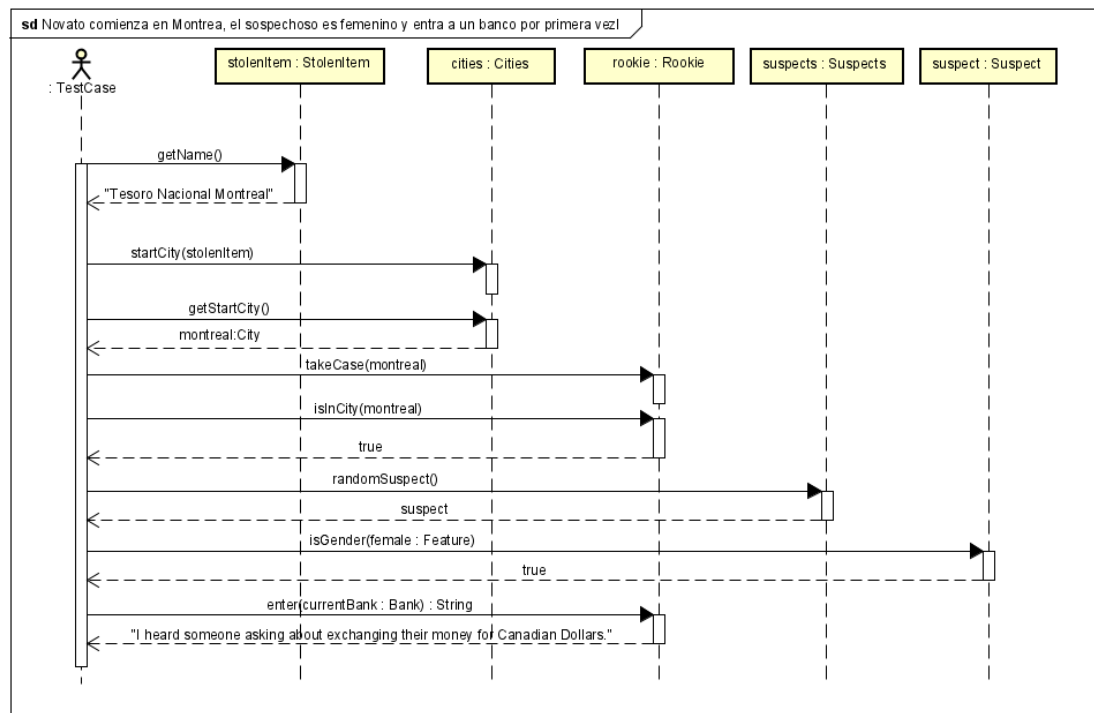 sd Novato comienza en Montrea, el sospechoso es femenino y entra a un banco por primera vezl
: TestCase
stolenItem : StolenItem
cities : Cities
rookie : Rookie
suspects : Suspects
suspect : Suspect
getName()
"Tesoro Nacional Montreal"
startCity(stolenItem)
getStartCity()
montreal:City
takeCase(montreal)
isInCity(montreal)
true
randomSuspect()
suspect
isGender(female : Feature)
true
enter(currentBank : Bank) : String
"I heard someone asking about exchanging their money for Canadian Dollars."